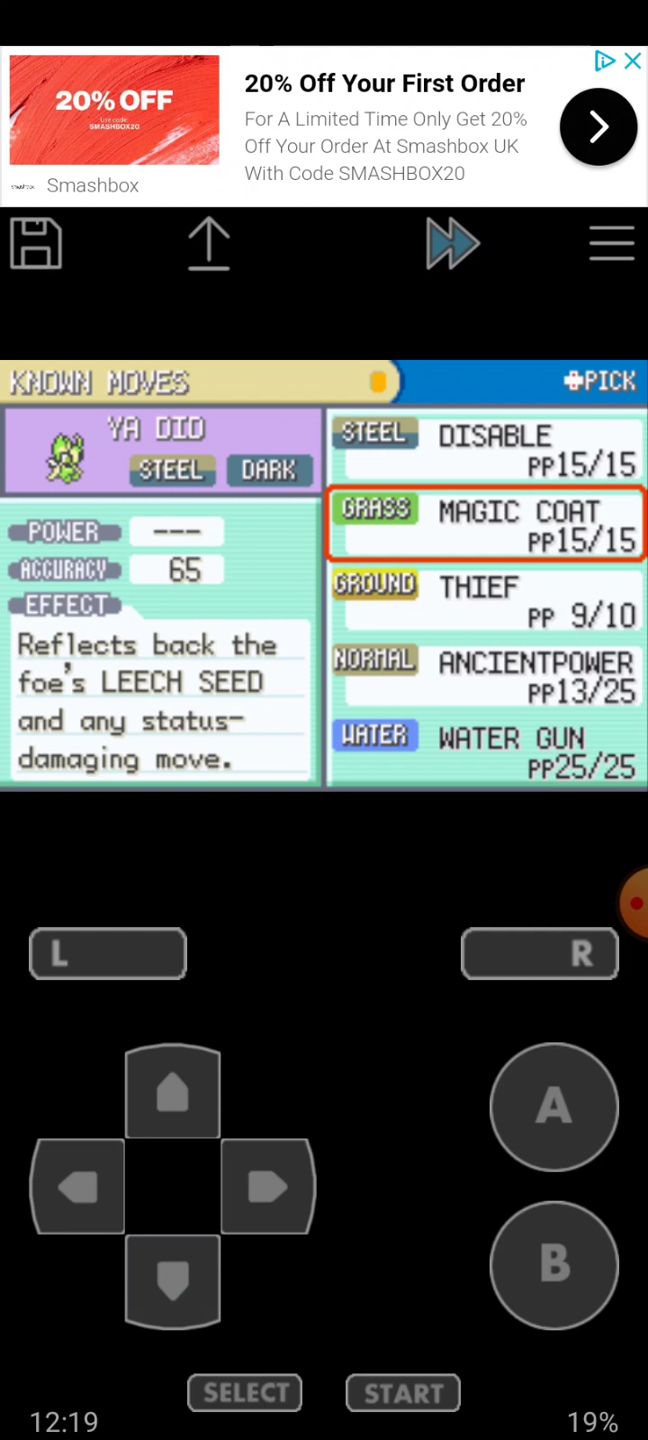 20% OFF
Use code
SMASHBOX20
Smashbox
20% Off Your First Order
For A Limited Time Only Get 20%
Off Your Order At Smashbox UK
With Code SMASHBOX20
KNOWN MOVES
PICK
YA DID
STEEL DARK
POWER ---
ACCURACY 65
EFFECT
Reflects back the
foe's LEECH SEED
and any status-
damaging move.
STEEL DISABLE
PP15/15
GRASS MAGIC COAT
PP15/15
GROUND THIEF
PP 9/10
NORMAL ANCIENTPOWER
PP13/25
WATER WATER GUN
PP25/25
L
R
A
B
SELECT START
12:19 19%